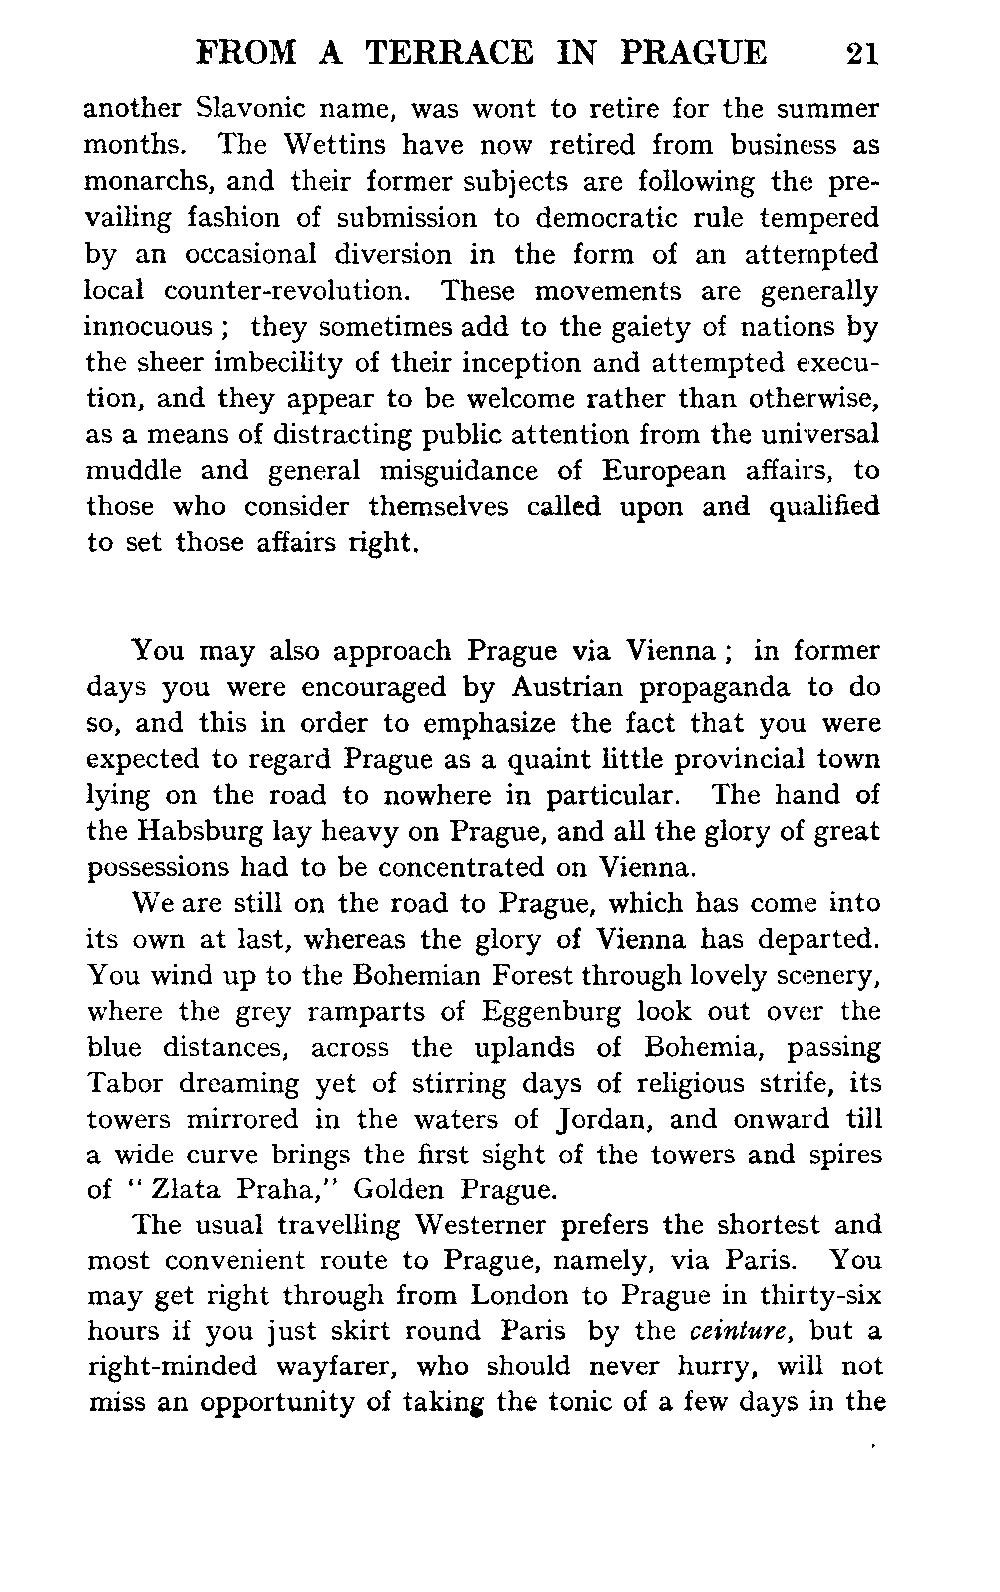 FROM A TERRACE IN PRAGUE 21
another Slavonic name, was wont to retire for the summer
months. The Wettins have now retired from business as
monarchs, and their former subjects are following the pre-
vailing fashion of submission to democratic rule tempered
by an occasional diversion in the form of an attempted
local counter-revolution. These movements are generally
innocuous ; they sometimes add to the gaiety of nations by
the sheer imbecility of their inception and attempted execu-
tion, and they appear to be welcome rather than otherwise,
as a means of distracting public attention from the universal
muddle and general misguidance of European affairs, to
those who consider themselves called upon and qualified
to set those affairs right.
You may also approach Prague via Vienna ; in former
days you were encouraged by Austrian propaganda to do
so, and this in order to emphasize the fact that you were
expected to regard Prague as a quaint little provincial town
lying on the road to nowhere in particular. The hand of
the Habsburg lay heavy on Prague, and all the glory of great
possessions had to be concentrated on Vienna.
We are still on the road to Prague, which has come into
its own at last, whereas the glory of Vienna has departed.
You wind up to the Bohemian Forest through lovely scenery,
where the grey ramparts of Eggenburg look out over the
blue distances, across the uplands of Bohemia, passing
Tabor dreaming yet of stirring days of religious strife, its
towers mirrored in the waters of Jordan, and onward till
a wide curve brings the first sight of the towers and spires
of “ Zlata Praha,” Golden Prague.
The usual travelling Westerner prefers the shortest and
most convenient route to Prague, namely, via Paris. You
may get right through from London to Prague in thirty-six
hours if you just skirt round Paris by the ceinture, but a
right-minded wayfarer, who should never hurry, will not
miss an opportunity of taking the tonic of a few days in the